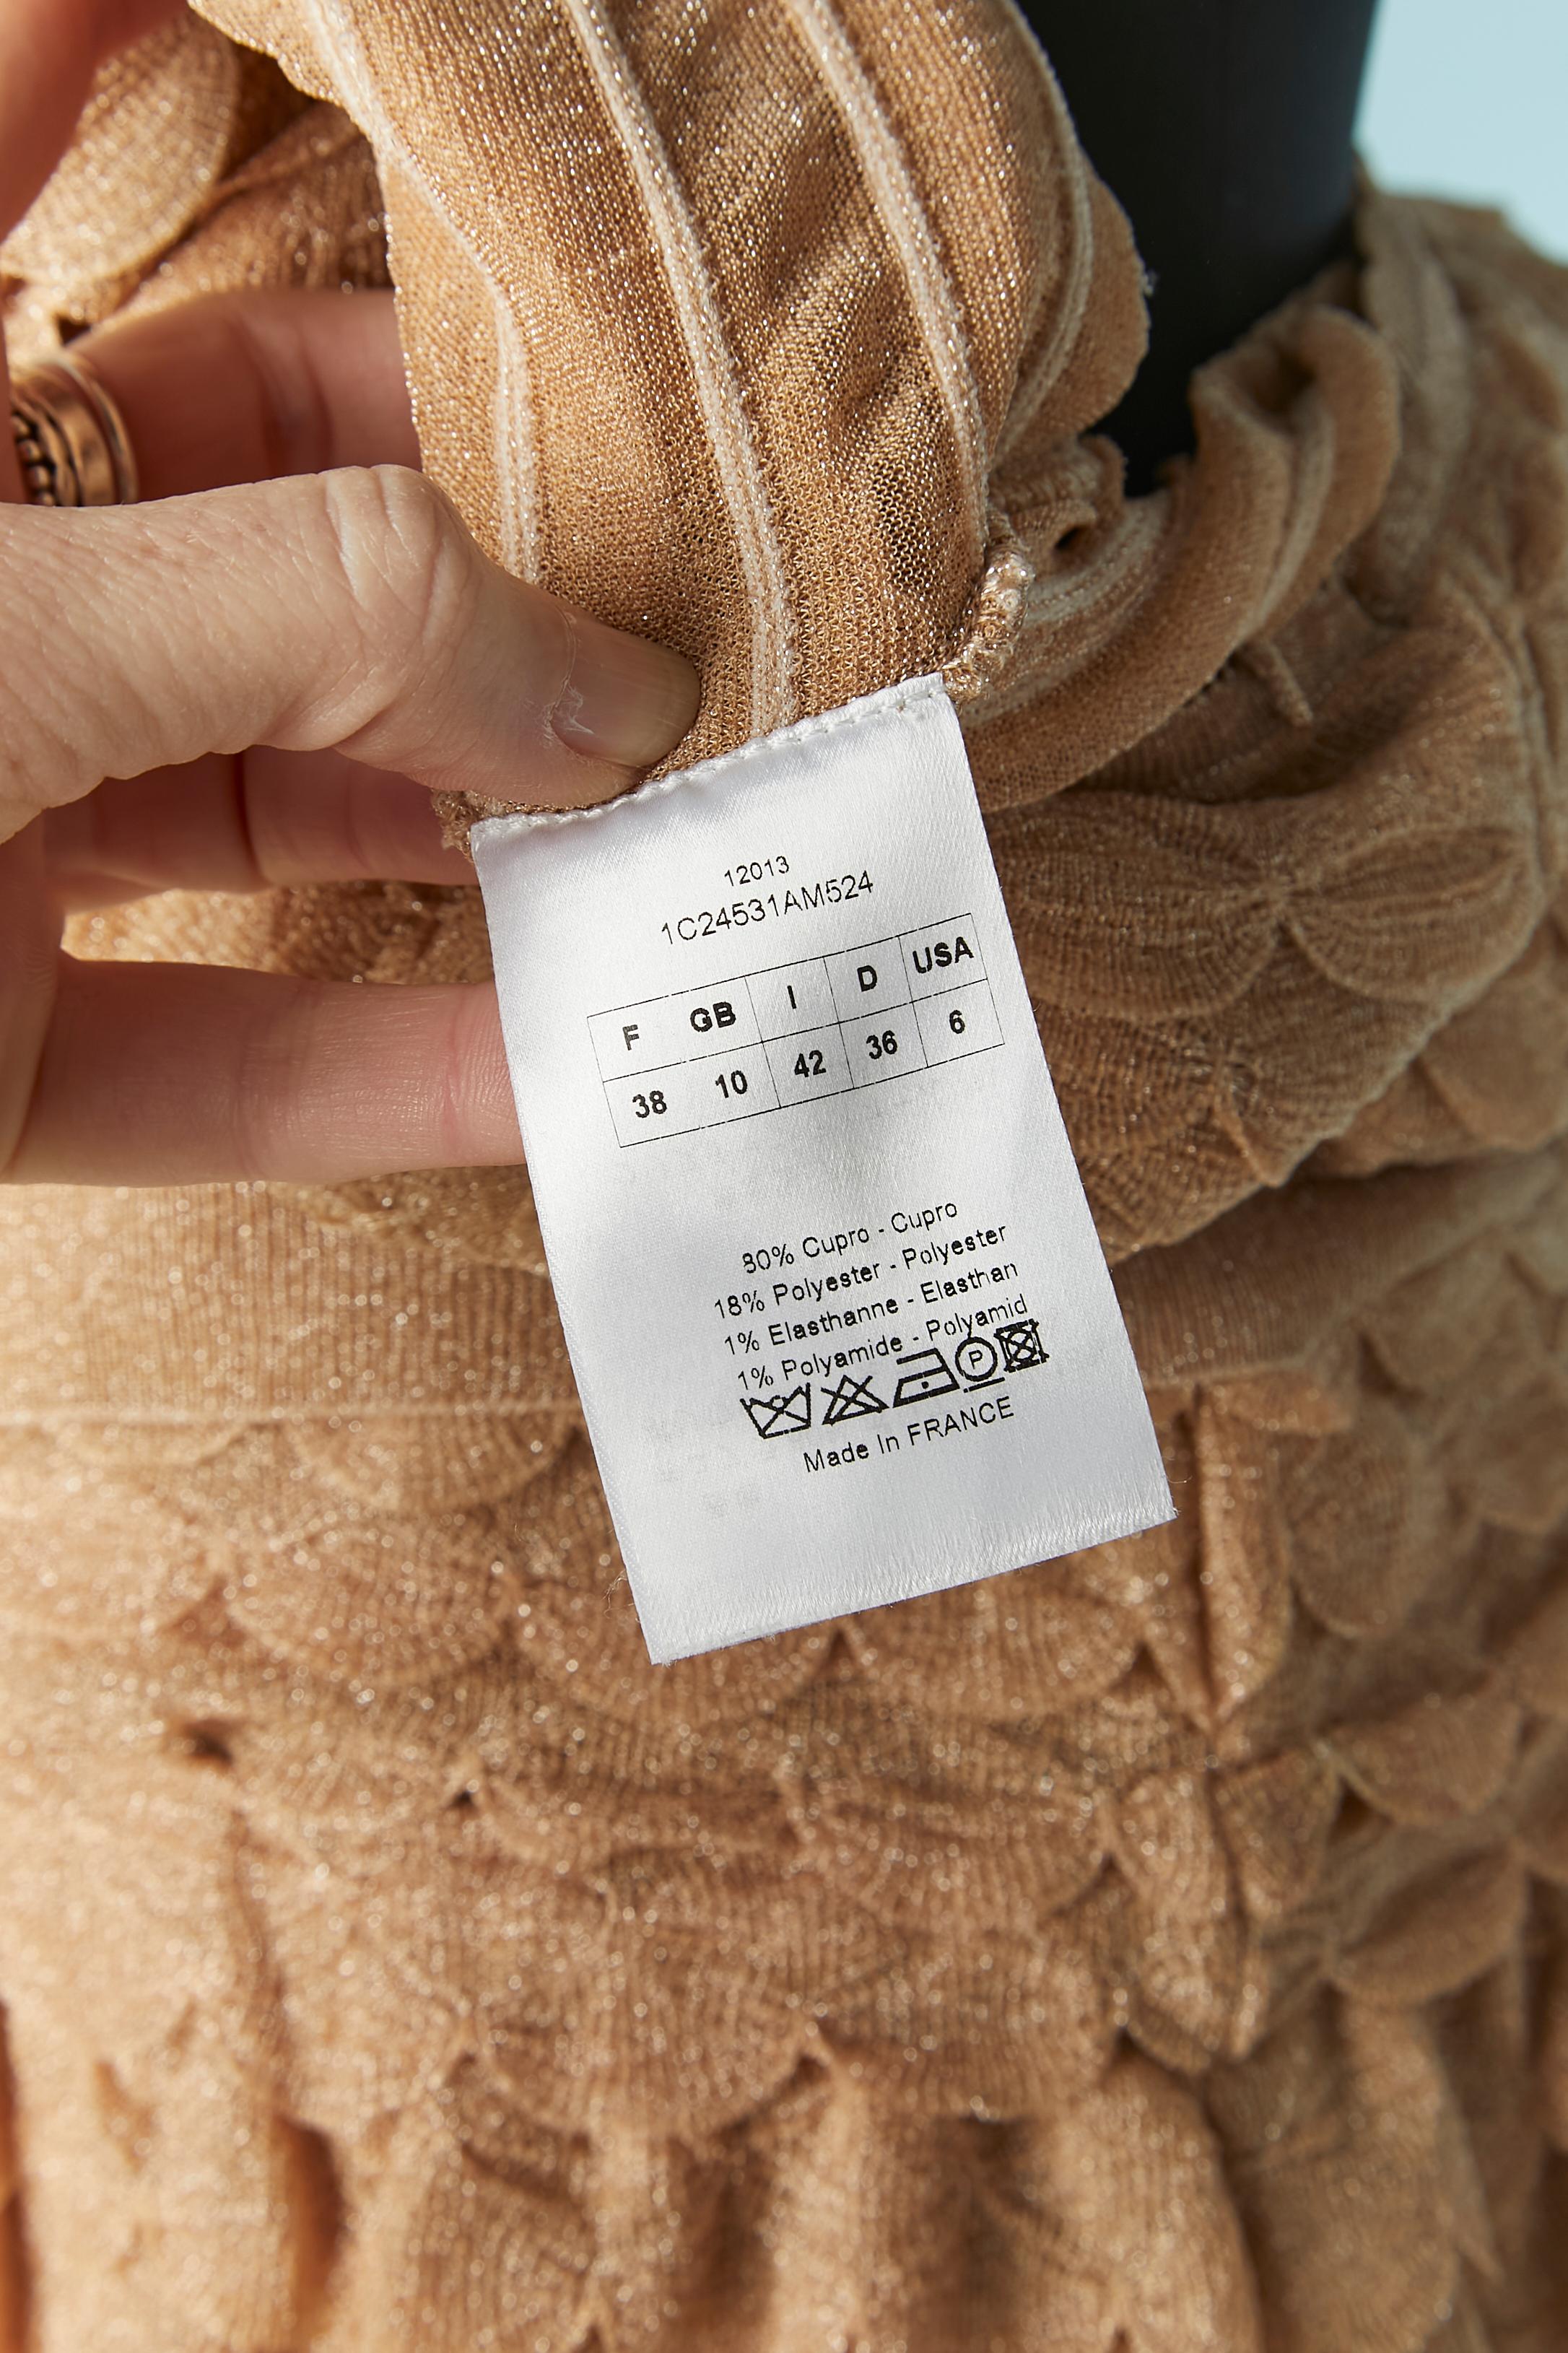 12013
1C24531AM524
F GB I D USA
38 10 42 36 6
80% Cupro - Cupro
18% Polyester - Polyester
1% Elasthanne - Elasthan
1% Polyamide - Polyamid
P
Made In FRANCE